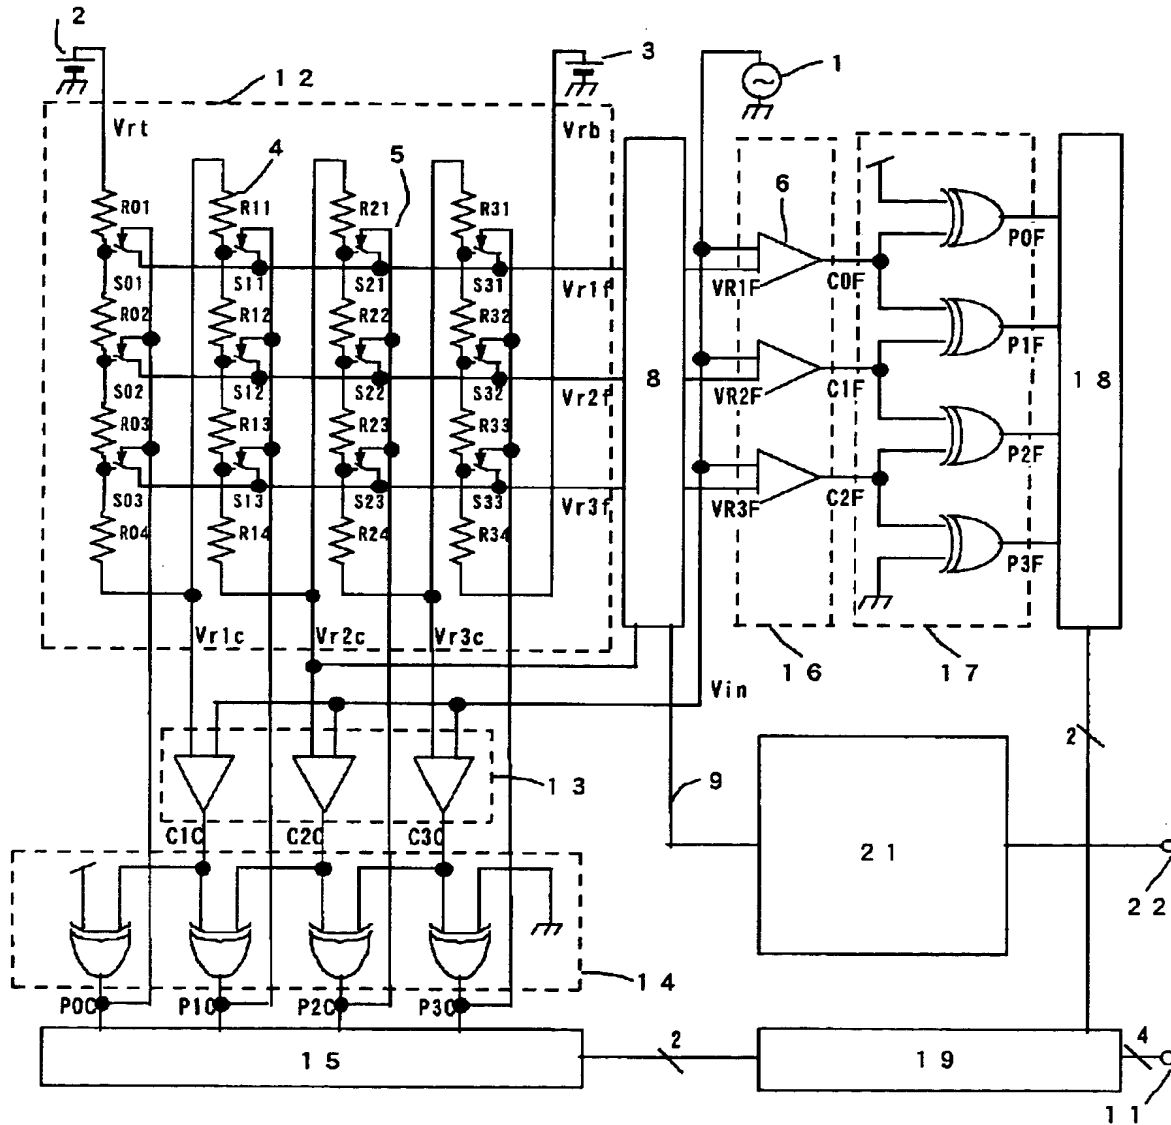 2
3
1
12
Vrt
Vrb
4
5
6
R01
R11
R21
R31
P0F
S01
S11
S21
S31
Vr1f
VR1F
C0F
R02
R12
R22
R32
P1F
S02
S12
S22
S32
Vr2f
8
VR2F
C1F
18
R03
R13
R23
R33
P2F
S03
S13
S23
S33
Vr3f
VR3F
C2F
R04
R14
R24
R34
P3F
Vr1c
Vr2c
Vr3c
16
17
Vin
2
13
9
C1C
C2C
C3C
21
22
14
P0C
P1C
P2C
P3C
15
2
19
4
11